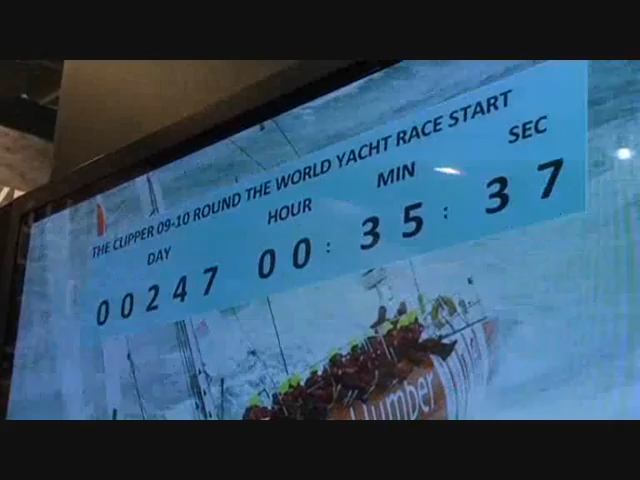 THE CLIPPER 09-10 ROUND THE WORLD YACHT RACE START
DAY HOUR MIN SEC
00247 00 : 35 : 37
Humber